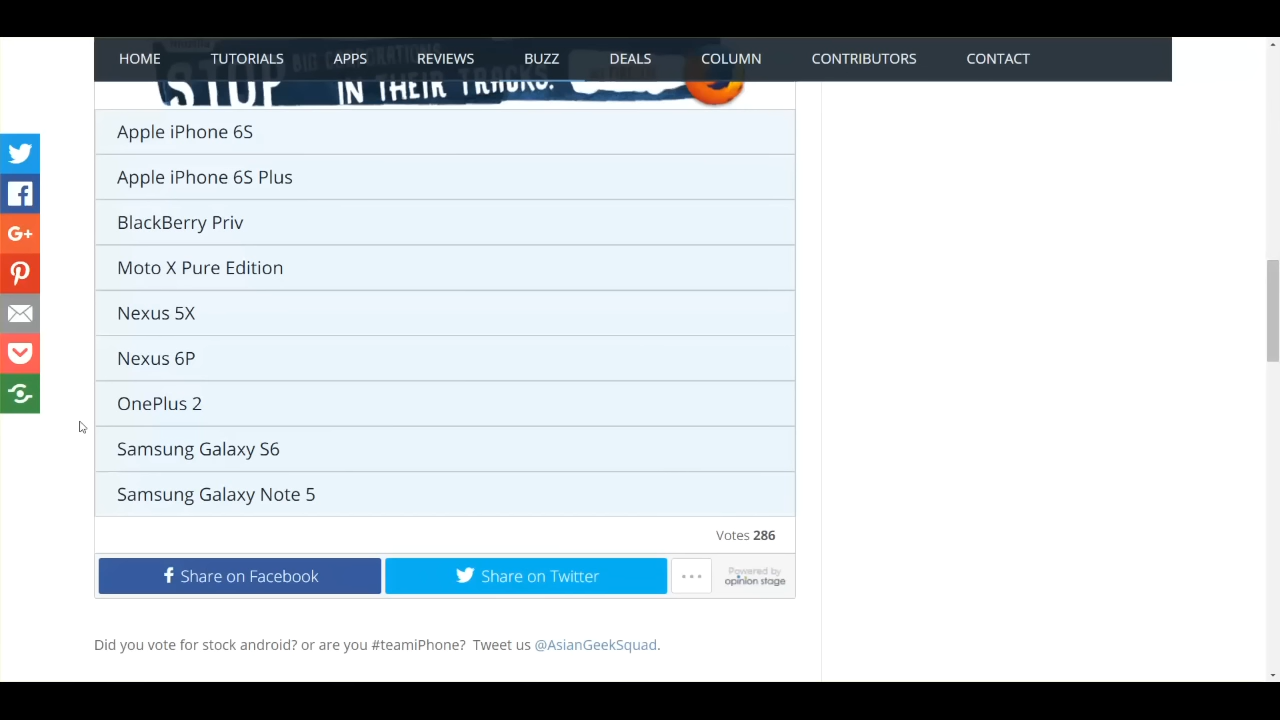 HOME TUTORIALS APPS REVIEWS BUZZ DEALS COLUMN CONTRIBUTORS CONTACT
STOP
IN THEIR TRACKS.
Apple iPhone 6S
Apple iPhone 6S Plus
BlackBerry Priv
Moto X Pure Edition
Nexus 5X
Nexus 6P
OnePlus 2
Samsung Galaxy S6
Samsung Galaxy Note 5
Votes 286
Share on Facebook
Share on Twitter
Powered by
opinion stage
Did you vote for stock android? or are you #teamiPhone? Tweet us @AsianGeekSquad.